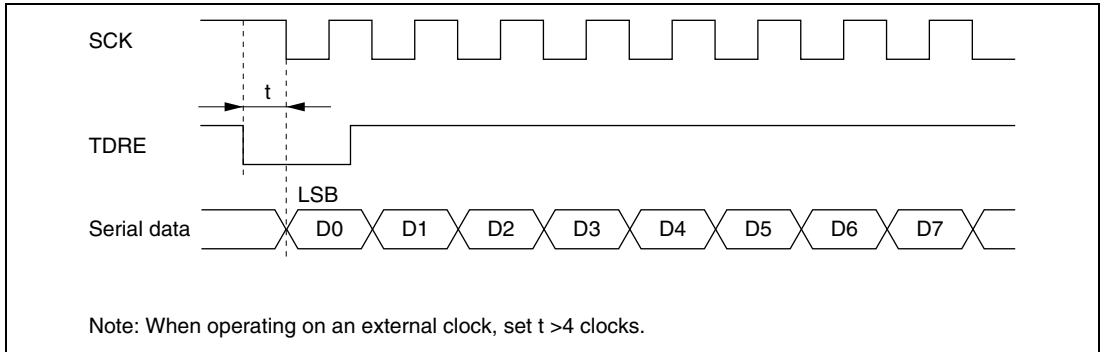 SCK
t
TDRE
LSB
Serial data D0 D1 D2 D3 D4 D5 D6 D7
Note: When operating on an external clock, set t >4 clocks.